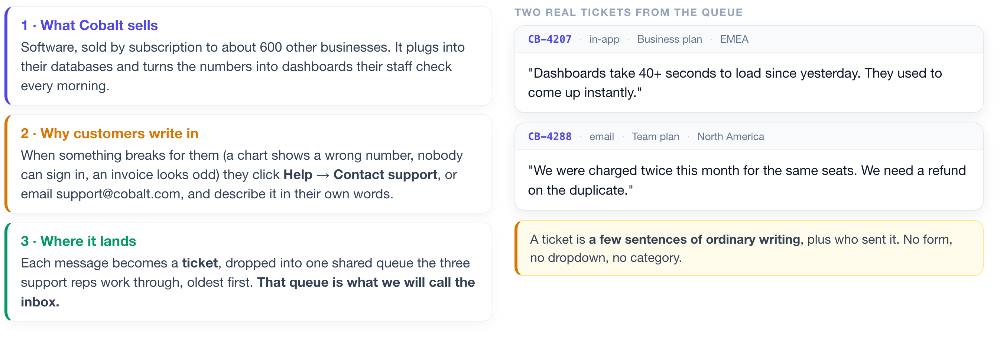 1 · What Cobalt sells
Software, sold by subscription to about 600 other businesses. It plugs into
their databases and turns the numbers into dashboards their staff check
every morning.
2 · Why customers write in
When something breaks for them (a chart shows a wrong number, nobody
can sign in, an invoice looks odd) they click Help → Contact support, or
email support@cobalt.com, and describe it in their own words.
3 · Where it lands
Each message becomes a ticket, dropped into one shared queue the three
support reps work through, oldest first. That queue is what we will call the
inbox.
TWO REAL TICKETS FROM THE QUEUE
CB–4207 · in-app · Business plan · EMEA
"Dashboards take 40+ seconds to load since yesterday. They used to
come up instantly."
CB–4288 · email · Team plan · North America
"We were charged twice this month for the same seats. We need a refund
on the duplicate."
A ticket is a few sentences of ordinary writing, plus who sent it. No form,
no dropdown, no category.